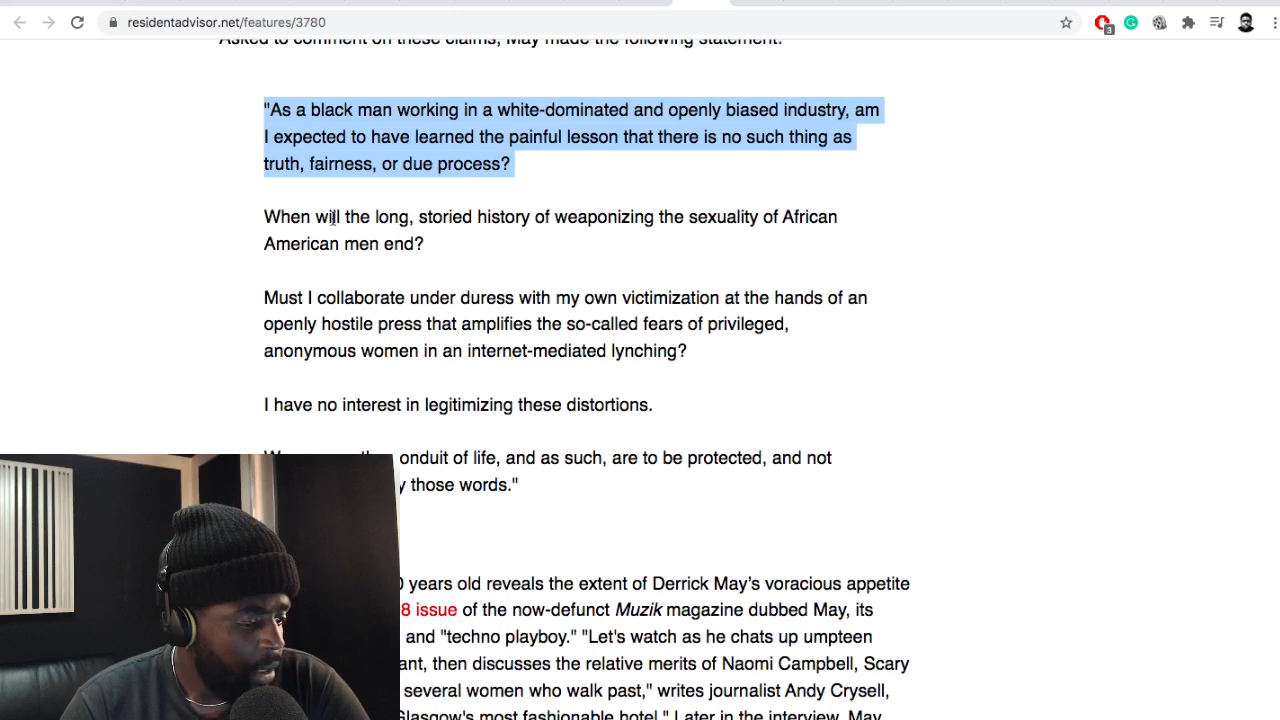 residentadvisor.net/features/3780
3
Asked to comment on these claims, May made the following statement:
"As a black man working in a white-dominated and openly biased industry, am
I expected to have learned the painful lesson that there is no such thing as
truth, fairness, or due process?
When will the long, storied history of weaponizing the sexuality of African
American men end?
Must I collaborate under duress with my own victimization at the hands of an
openly hostile press that amplifies the so-called fears of privileged,
anonymous women in an internet-mediated lynching?
I have no interest in legitimizing these distortions.
onduit of life, and as such, are to be protected, and not
y those words."
0 years old reveals the extent of Derrick May's voracious appetite
8 issue of the now-defunct Muzik magazine dubbed May, its
and "techno playboy." "Let's watch as he chats up umpteen
ant, then discusses the relative merits of Naomi Campbell, Scary
several women who walk past," writes journalist Andy Crysell,
Glasgow's most fashionable hotel." Later in the interview, May